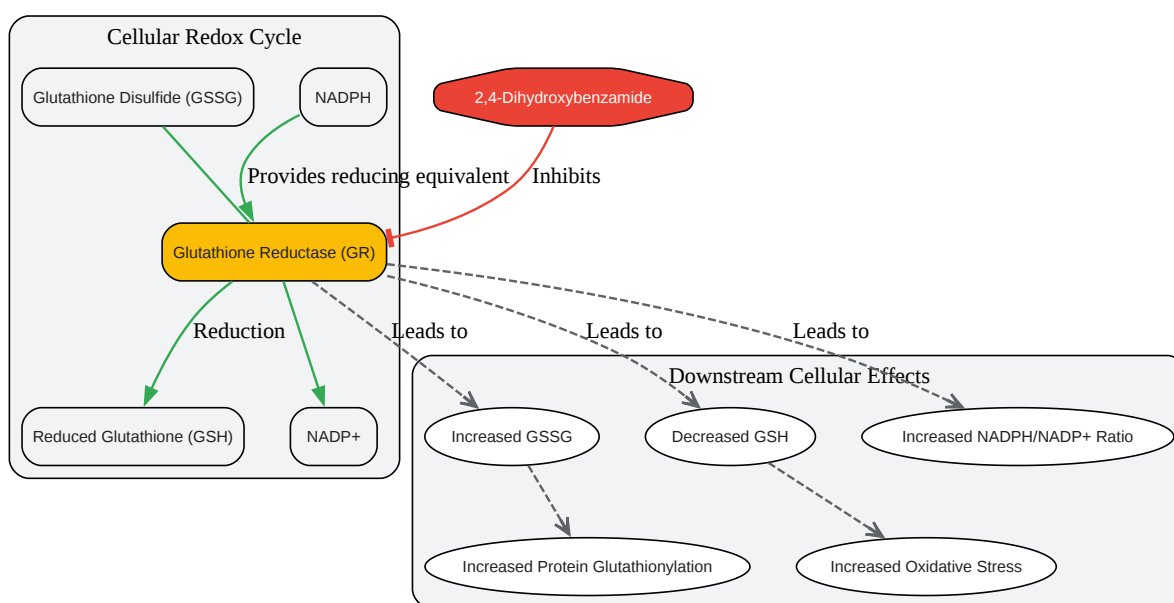 Cellular Redox Cycle
Glutathione Disulfide (GSSG)
NADPH
2,4-Dihydroxybenzamide
Provides reducing equivalent
Inhibits
Glutathione Reductase (GR)
Reduction
Leads to
Leads to
Leads to
Downstream Cellular Effects
Reduced Glutathione (GSH)
NADP+
Increased GSSG
Decreased GSH
Increased NADPH/NADP+ Ratio
Increased Protein Glutathionylation
Increased Oxidative Stress